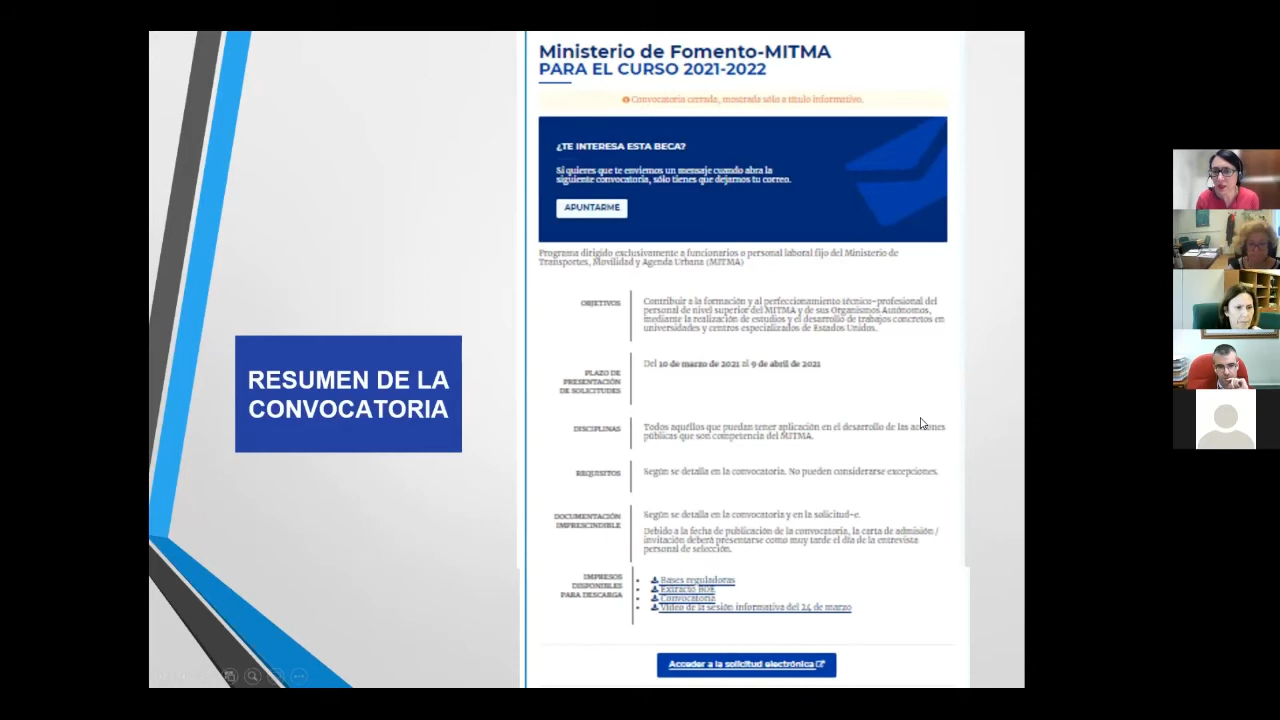 RESUMEN DE LA
CONVOCATORIA
Ministerio de Fomento-MITMA
PARA EL CURSO 2021-2022
Convocatoria cerrada, mostrada sólo a título informativo.
¿TE INTERESA ESTA BECA?
Si quieres que te enviemos un mensaje cuando abra la
siguiente convocatoria, sólo tienes que dejarnos tu correo.
APUNTARME
Programa dirigido exclusivamente a funcionarios o personal laboral fijo del Ministerio de
Transportes, Movilidad y Agenda Urbana (MITMA)
OBJETIVOS
Contribuir a la formación y al perfeccionamiento técnico-profesional del
personal de nivel superior del MITMA y de sus Organismos Autónomos,
mediante la realización de estudios y el desarrollo de trabajos concretos en
universidades y centros especializados de Estados Unidos.
PLAZO DE
PRESENTACIÓN
DE SOLICITUDES
Del 10 de marzo de 2021 al 9 de abril de 2021
DISCIPLINAS
Todos aquéllos que puedan tener aplicación en el desarrollo de las acciones
públicas que son competencia del MITMA.
REQUISITOS
Según se detalla en la convocatoria. No pueden considerarse excepciones.
DOCUMENTACIÓN
IMPRESCINDIBLE
Según se detalla en la convocatoria y en la solicitud-e.
Debido a la fecha de publicación de la convocatoria, la carta de admisión /
invitación deberá presentarse como muy tarde el día de la entrevista
personal de selección.
IMPRESOS
DISPONIBLES
PARA DESCARGA
Bases reguladoras
Extracto BOE
Convocatoria
Vídeo de la sesión informativa del 24 de marzo
Acceder a la solicitud electrónica